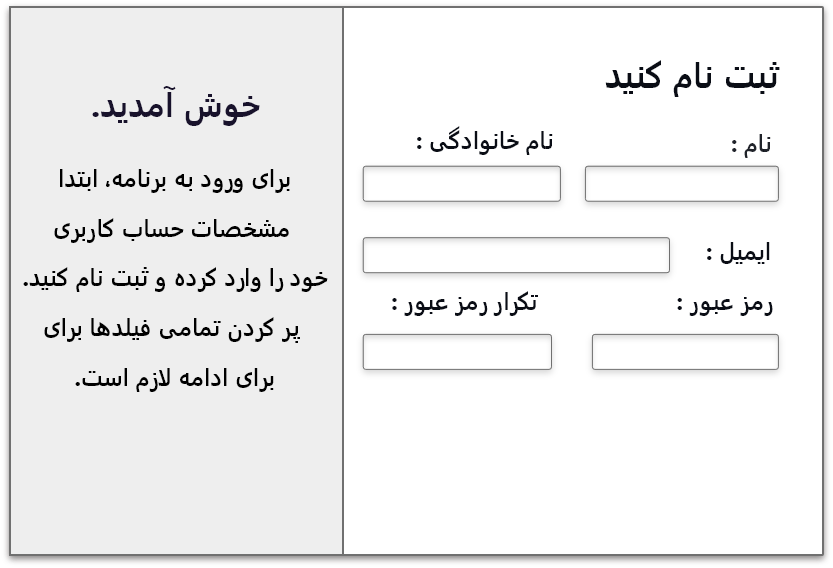 ثبت نام کنید
نام :
نام خانوادگی :
ایمیل :
رمز عبور :
تکرار رمز عبور :
خوش آمدید.
برای ورود به برنامه، ابتدا
مشخصات حساب کاربری
خود را وارد کرده و ثبت نام کنید.
پر کردن تمامی فیلدها برای
برای ادامه لازم است.